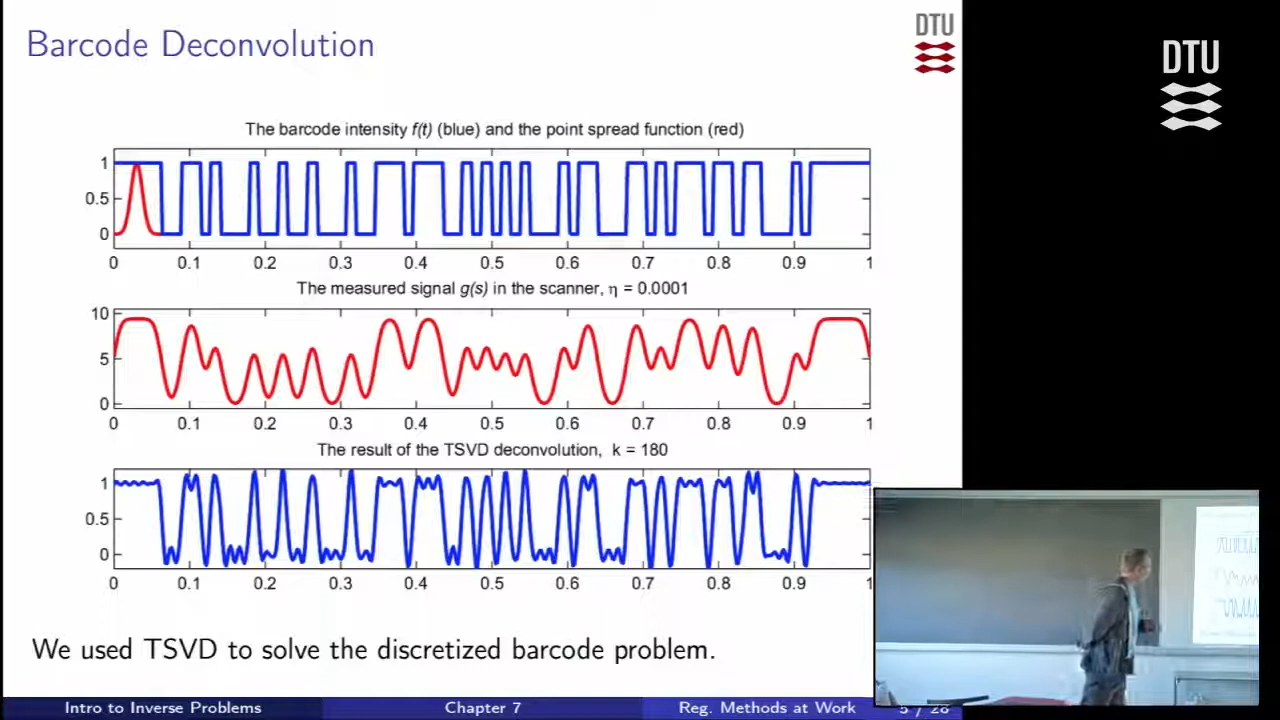 Barcode Deconvolution
DTU
DTU
The barcode intensity f(t) (blue) and the point spread function (red)
1
0.5
0
0 0.1 0.2 0.3 0.4 0.5 0.6 0.7 0.8 0.9 1
The measured signal g(s) in the scanner, η = 0.0001
10
5
0
0 0.1 0.2 0.3 0.4 0.5 0.6 0.7 0.8 0.9 1
The result of the TSVD deconvolution, k = 180
1
0.5
0
0 0.1 0.2 0.3 0.4 0.5 0.6 0.7 0.8 0.9 1
We used TSVD to solve the discretized barcode problem.
Intro to Inverse Problems Chapter 7 Reg. Methods at Work 5 / 28